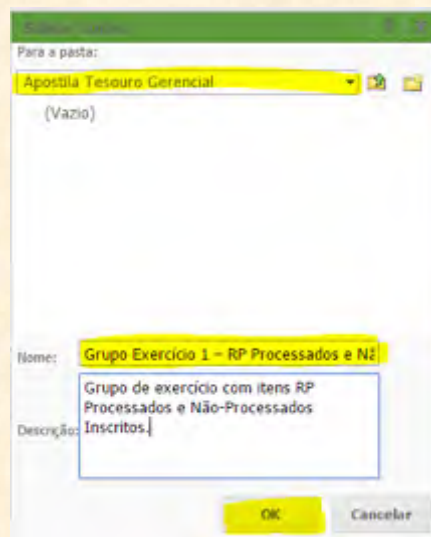 Para a pasta:
Apostila Tesouro Gerencial
(Vazio)
Nome: Grupo Exercício 1 – RP Processados e Nã
Descrição: Grupo de exercício com itens RP
Processados e Não-Processados
Inscritos.
OK Cancelar